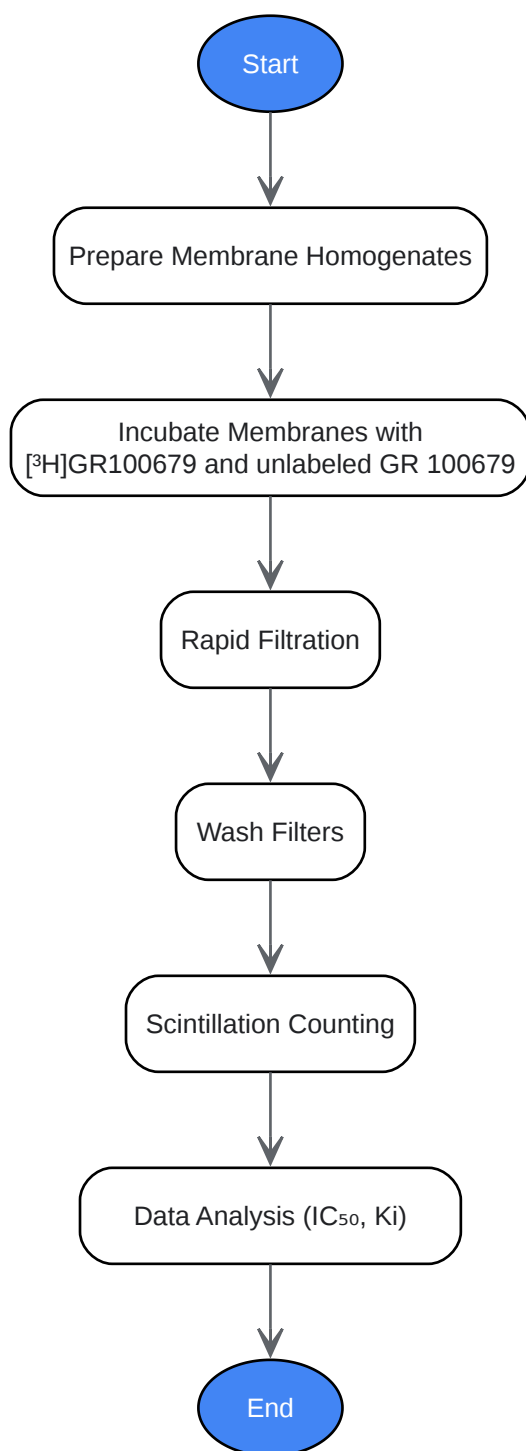 Start
Prepare Membrane Homogenates
Incubate Membranes with
[³H]GR100679 and unlabeled GR 100679
Rapid Filtration
Wash Filters
Scintillation Counting
Data Analysis (IC₅₀, Ki)
End